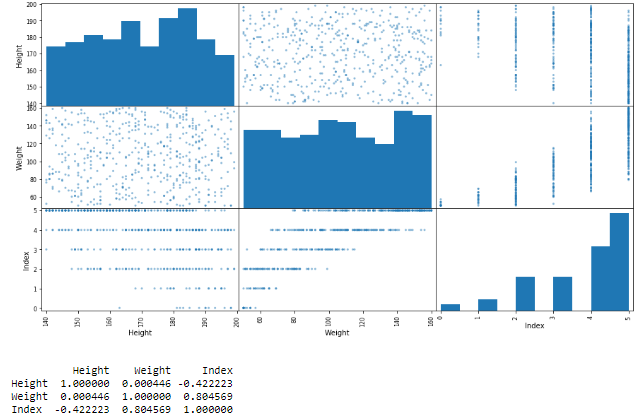 200
190
180
170
160
150
140
Height
160
140
120
100
80
60
Weight
5
4
3
2
1
0
Index
140 150 160 170 180 190 200
Height
60 80 100 120 140 160
Weight
0 1 2 3 4 5
Index
Height Weight Index
Height 1.000000 0.000446 -0.422223
Weight 0.000446 1.000000 0.804569
Index -0.422223 0.804569 1.000000